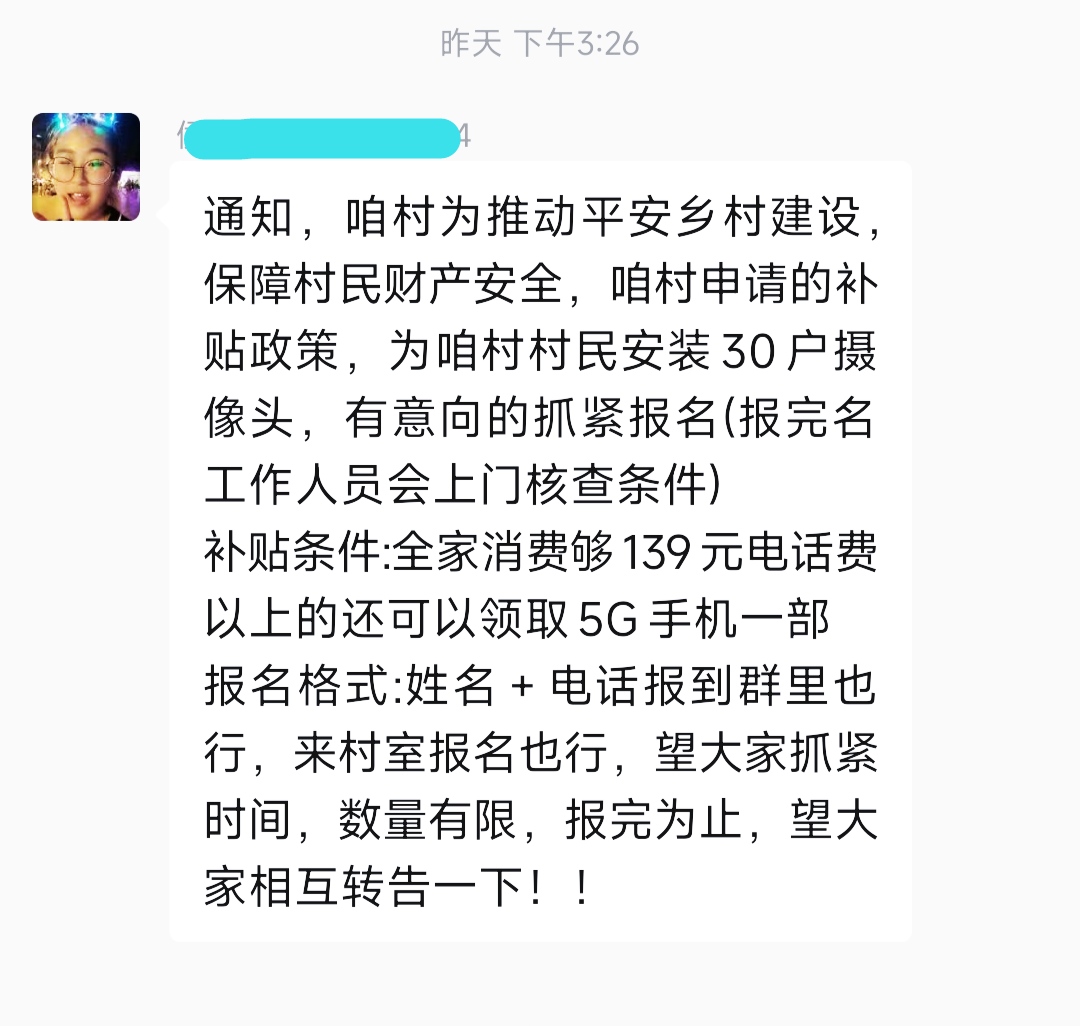 昨天 下午3:26
4
通知，咱村为推动平安乡村建设，
保障村民财产安全，咱村申请的补
贴政策，为咱村村民安装30户摄
像头，有意向的抓紧报名(报完名
工作人员会上门核查条件)
补贴条件:全家消费够139元电话费
以上的还可以领取5G手机一部
报名格式:姓名+电话报到群里也
行，来村室报名也行，望大家抓紧
时间，数量有限，报完为止，望大
家相互转告一下！！